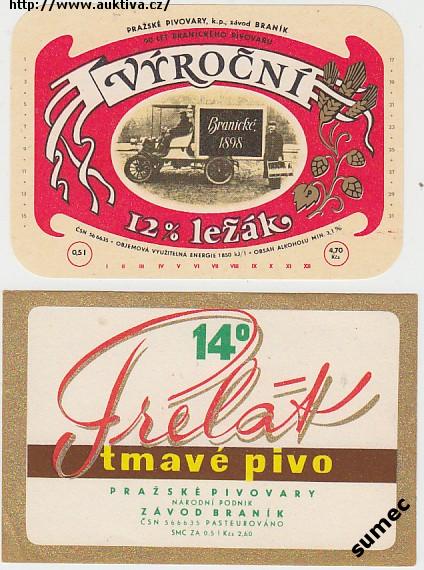 http://www.auktiva.cz/
PRAŽSKÉ PIVOVARY, k.p., závod BRANÍK
90 LET BRANICKÉHO PIVOVARU
VÝROČNÍ
Branické
1898
12% ležák
ČSN 56 6635 • OBJEMOVÁ VYUŽITELNÁ ENERGIE 1850 kJ/l • OBSAH ALKOHOLU MIN. 3,1 %
0,5 l
4,70
Kčs
I II III IV V VI VII VIII IX X XI XII
14°
Prelát
tmavé pivo
PRAŽSKÉ PIVOVARY
NÁRODNÍ PODNIK
ZÁVOD BRANÍK
ČSN 566635 PASTEUROVÁNO
SMC ZA 0.5 l Kčs 2,60
sumec